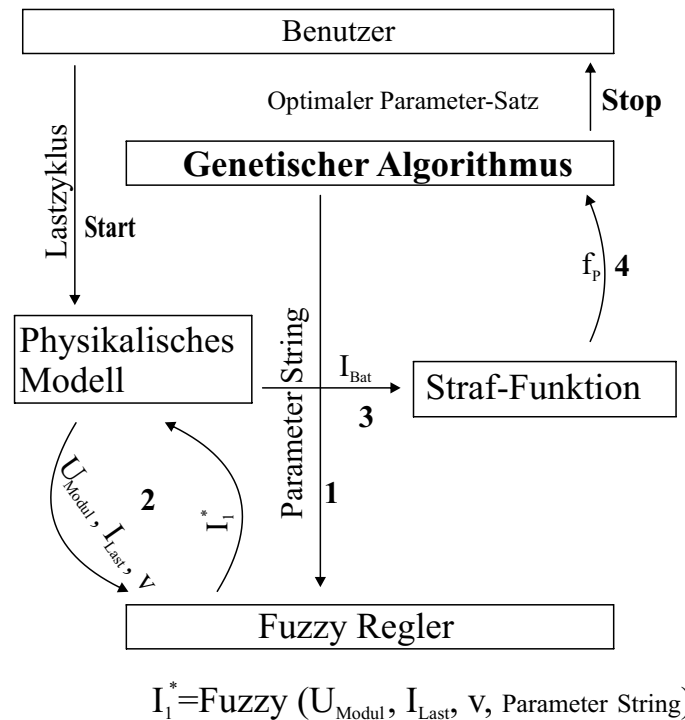 Benutzer
Optimaler Parameter-Satz
Stop
Genetischer Algorithmus
Lastzyklus
Start
f_P
4
Physikalisches
Modell
Parameter String
I_Bat
3
Straf-Funktion
1
U_Modul, I_Last, v
2
I_1^*
Fuzzy Regler
I_1^*=Fuzzy (U_Modul, I_Last, v, Parameter String)